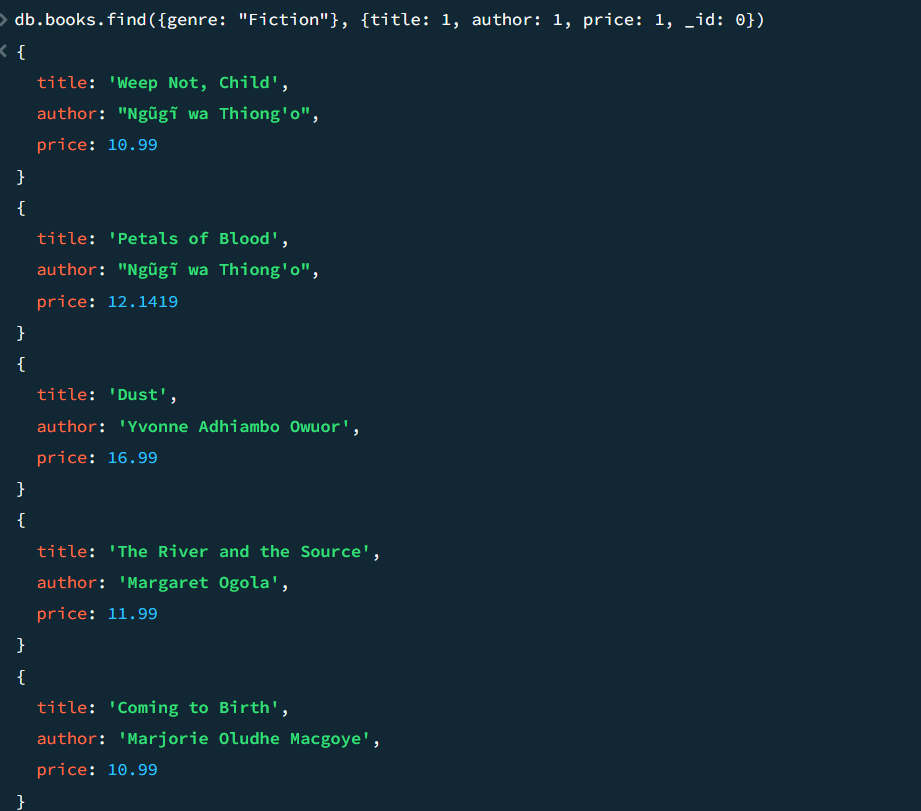 > db.books.find({genre: "Fiction"}, {title: 1, author: 1, price: 1, _id: 0})
< {
title: 'Weep Not, Child',
author: "Ngũgĩ wa Thiong'o",
price: 10.99
}
{
title: 'Petals of Blood',
author: "Ngũgĩ wa Thiong'o",
price: 12.1419
}
{
title: 'Dust',
author: 'Yvonne Adhiambo Owuor',
price: 16.99
}
{
title: 'The River and the Source',
author: 'Margaret Ogola',
price: 11.99
}
{
title: 'Coming to Birth',
author: 'Marjorie Oludhe Macgoye',
price: 10.99
}